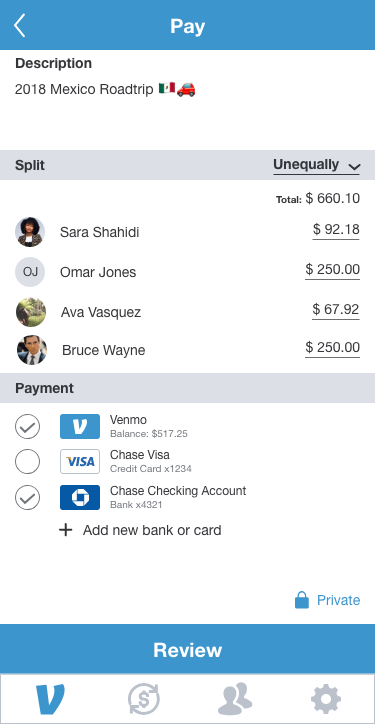 Pay
Description
2018 Mexico Roadtrip 🇲🇽🚗
Split Unequally
Total: $ 660.10
Sara Shahidi $ 92.18
OJ Omar Jones $ 250.00
Ava Vasquez $ 67.92
Bruce Wayne $ 250.00
Payment
Venmo
Balance: $517.25
VISA Chase Visa
Credit Card x1234
Chase Checking Account
Bank x4321
+ Add new bank or card
Private
Review